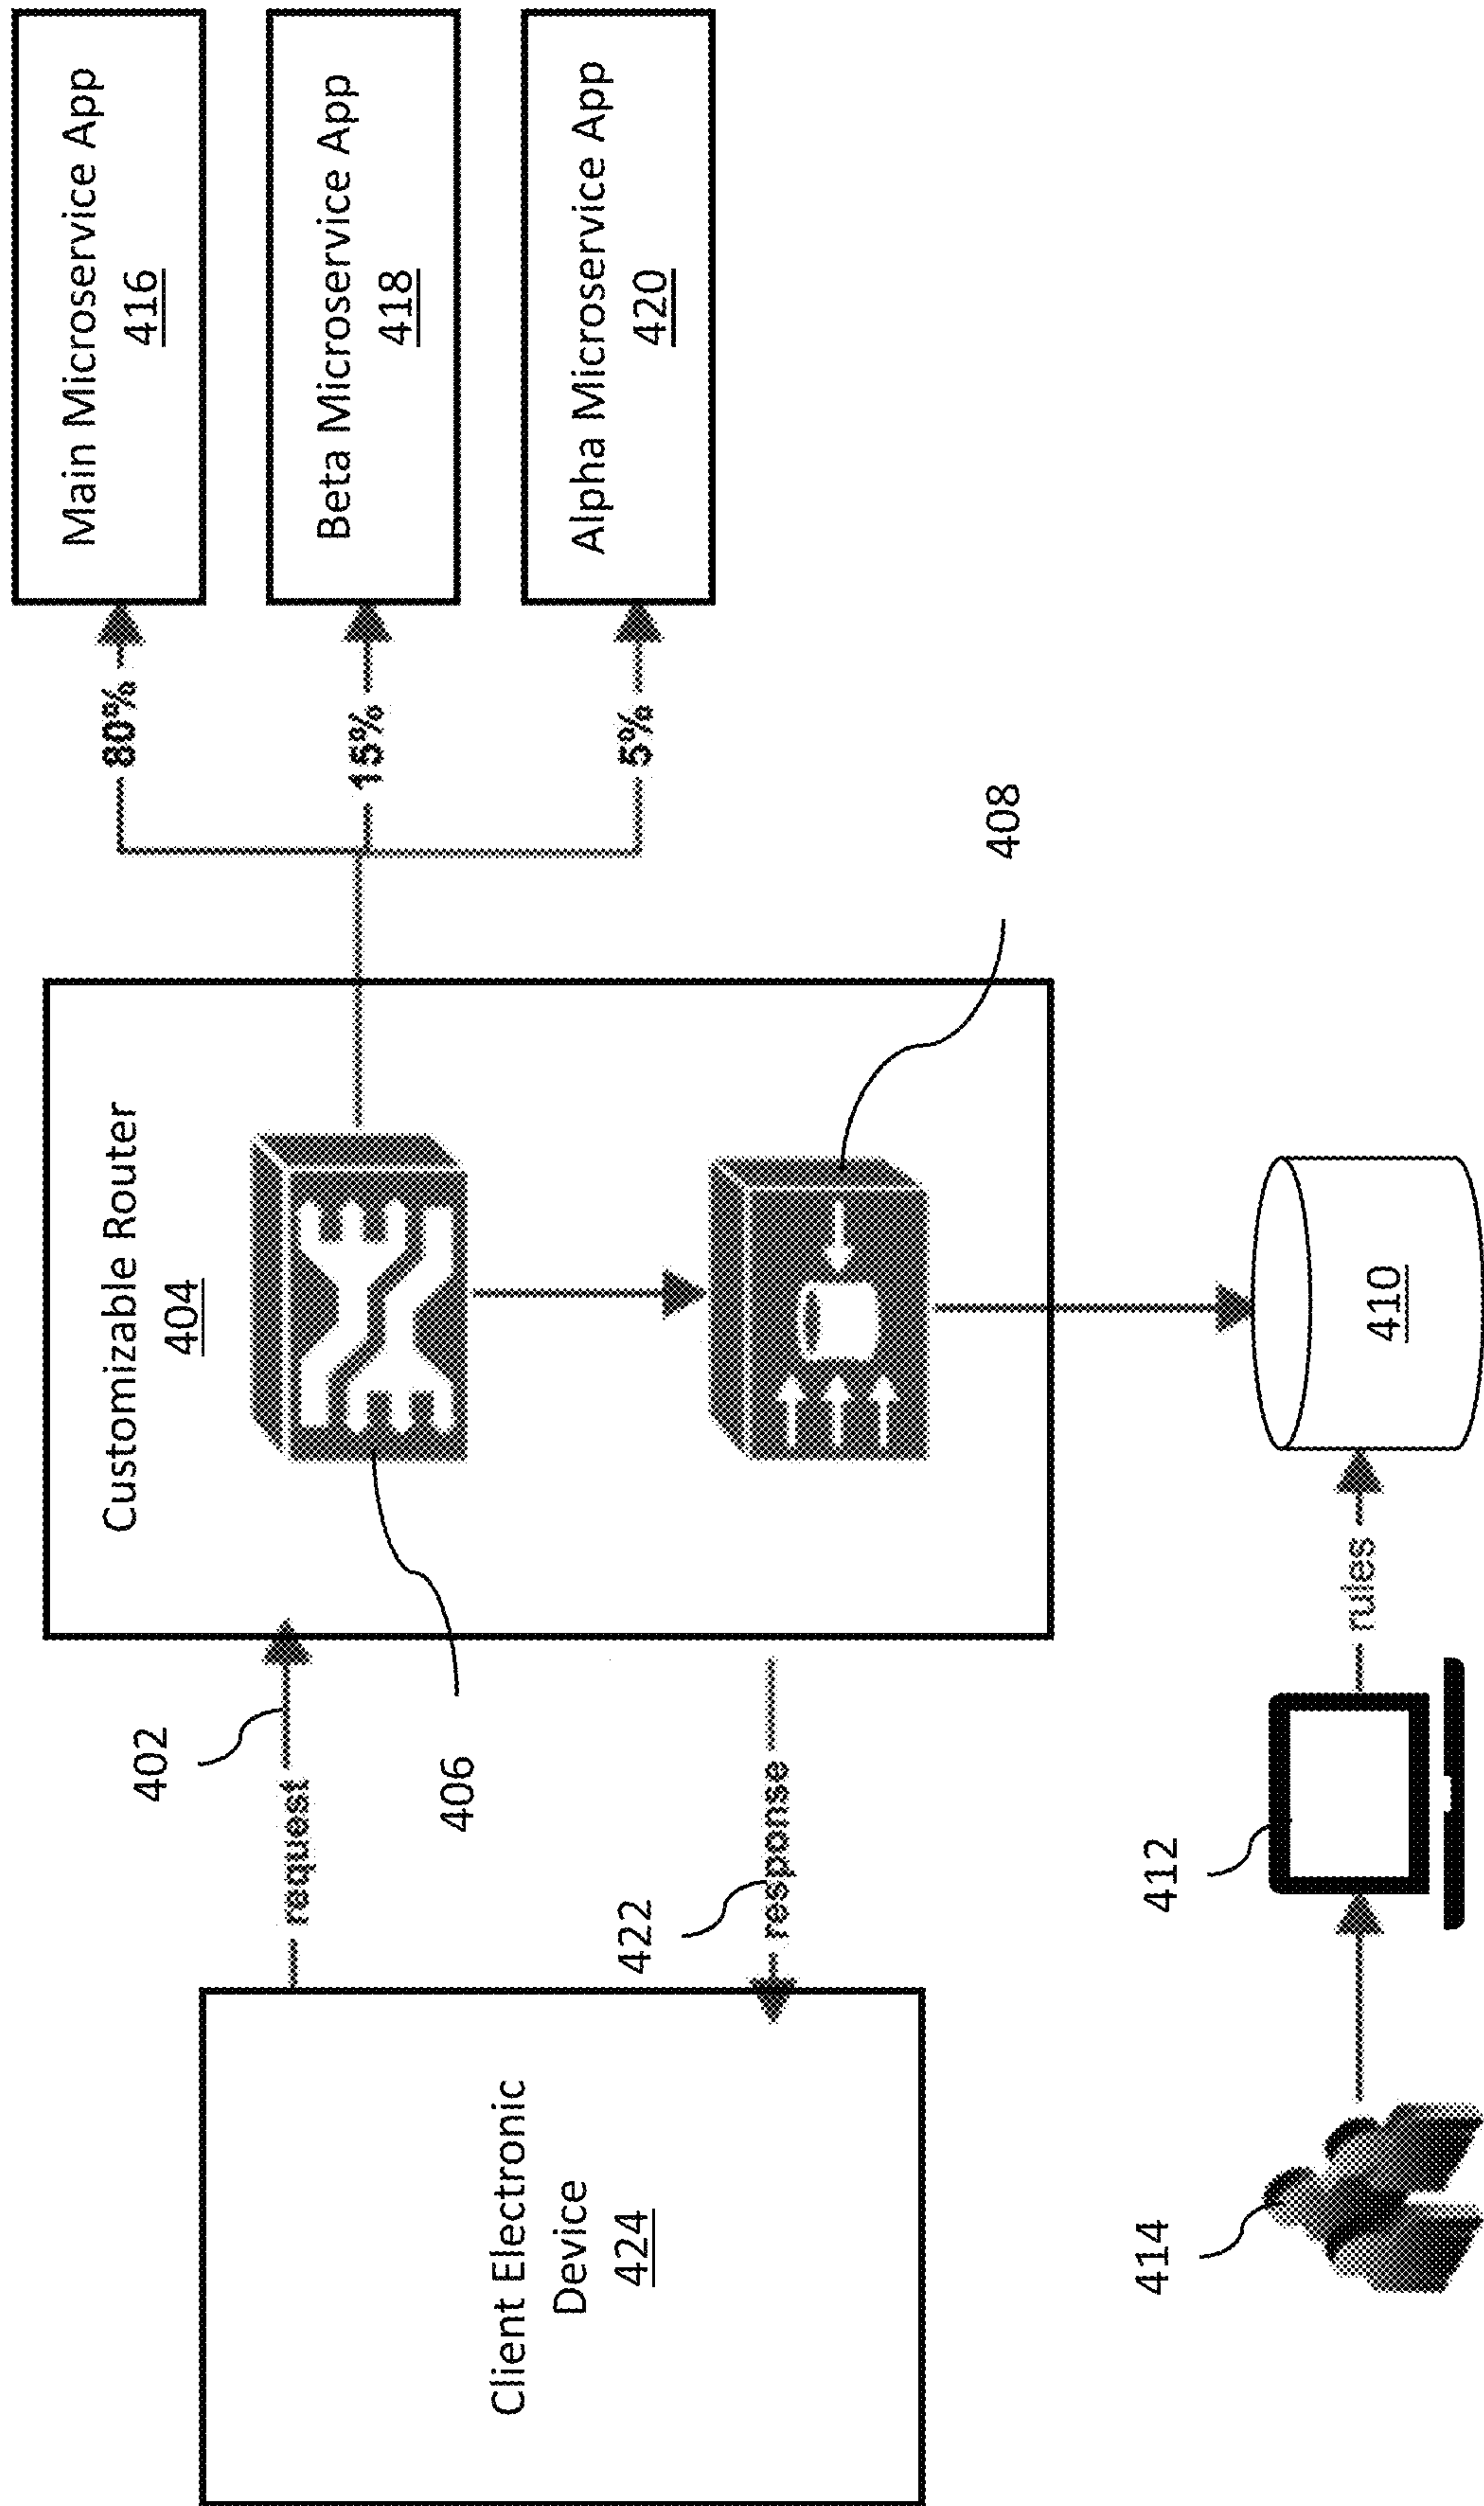 Client Electronic
Device
424
request
402
406
422
response
Customizable Router
404
408
80%
15%
5%
Main Microservice App
416
Beta Microservice App
418
Alpha Microservice App
420
414
412
rules
410